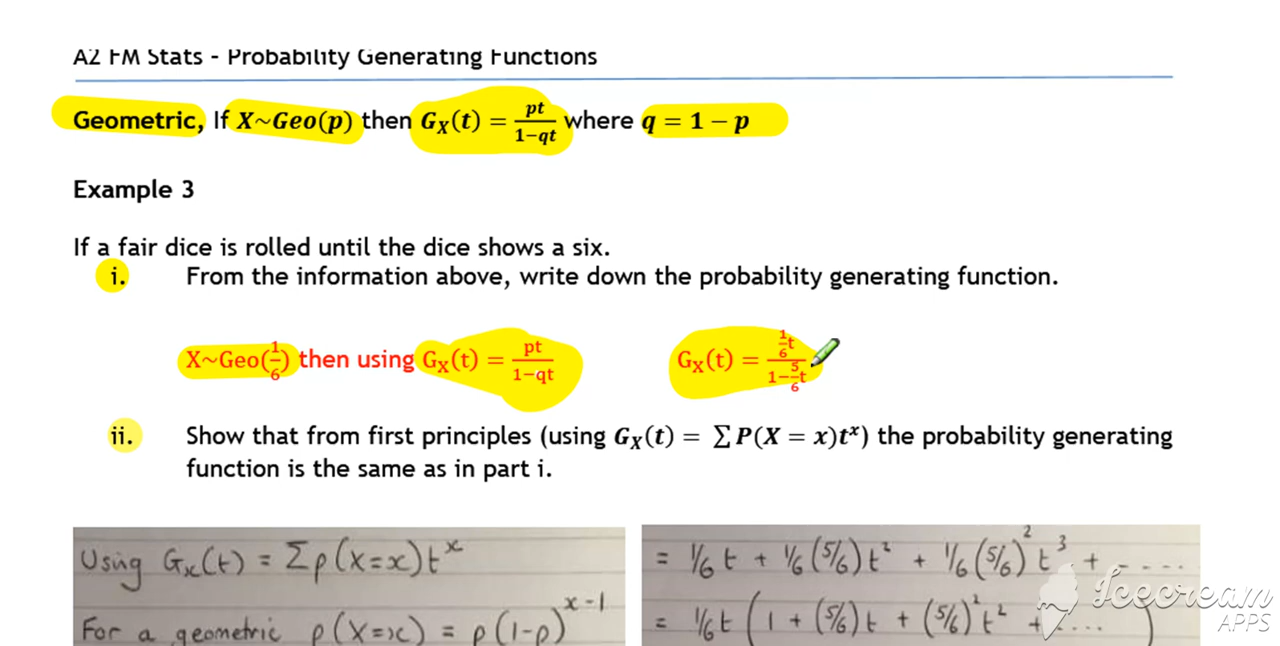 A2 FM Stats - Probability Generating Functions
Geometric, If X~Geo(p) then G_X(t) = pt/(1−qt) where q = 1 − p
Example 3
If a fair dice is rolled until the dice shows a six.
i. From the information above, write down the probability generating function.
X~Geo(1/6) then using G_X(t) = pt/(1−qt) G_X(t) = (1/6 t)/(1−5/6 t)
ii. Show that from first principles (using G_X(t) = ∑P(X = x)tˣ) the probability generating
function is the same as in part i.
Using G_x(t) = Σp(X=x)t^x
For a geometric p(X=x) = p(1-p)^(x-1)
= 1/6 t + 1/6 (5/6) t² + 1/6 (5/6)² t³ + - ....
= 1/6 t ( 1 + (5/6) t + (5/6)² t² + .... )
Icecream
APPS